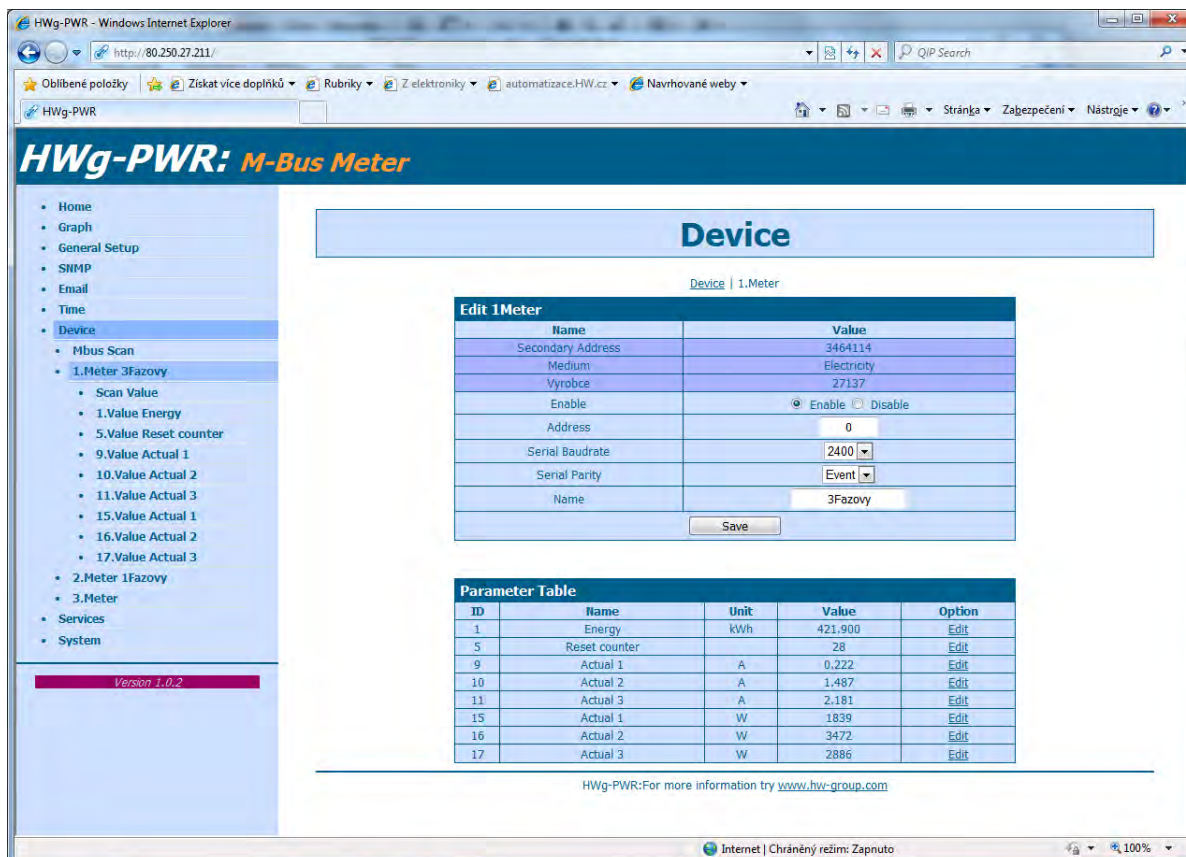 HWg-PWR - Windows Internet Explorer
http://80.250.27.211/
QIP Search
Oblíbené položky Získat více doplňků Rubriky Z elektroniky automatizace.HW.cz Navrhované weby
HWg-PWR
Stránka Zabezpečení Nástroje
HWg-PWR: M-Bus Meter
Home
Graph
General Setup
SNMP
Email
Time
Device
Mbus Scan
1.Meter 3Fazovy
Scan Value
1.Value Energy
5.Value Reset counter
9.Value Actual 1
10.Value Actual 2
11.Value Actual 3
15.Value Actual 1
16.Value Actual 2
17.Value Actual 3
2.Meter 1Fazovy
3.Meter
Services
System
Version 1.0.2
Device
Device | 1.Meter
Edit 1Meter
Name Value
Secondary Address 3464114
Medium Electricity
Vyrobce 27137
Enable Enable Disable
Address 0
Serial Baudrate 2400
Serial Parity Event
Name 3Fazovy
Save
Parameter Table
ID Name Unit Value Option
1 Energy kWh 421.900 Edit
5 Reset counter 28 Edit
9 Actual 1 A 0.222 Edit
10 Actual 2 A 1.487 Edit
11 Actual 3 A 2.181 Edit
15 Actual 1 W 1839 Edit
16 Actual 2 W 3472 Edit
17 Actual 3 W 2886 Edit
HWg-PWR:For more information try www.hw-group.com
Internet | Chráněný režim: Zapnuto 100%